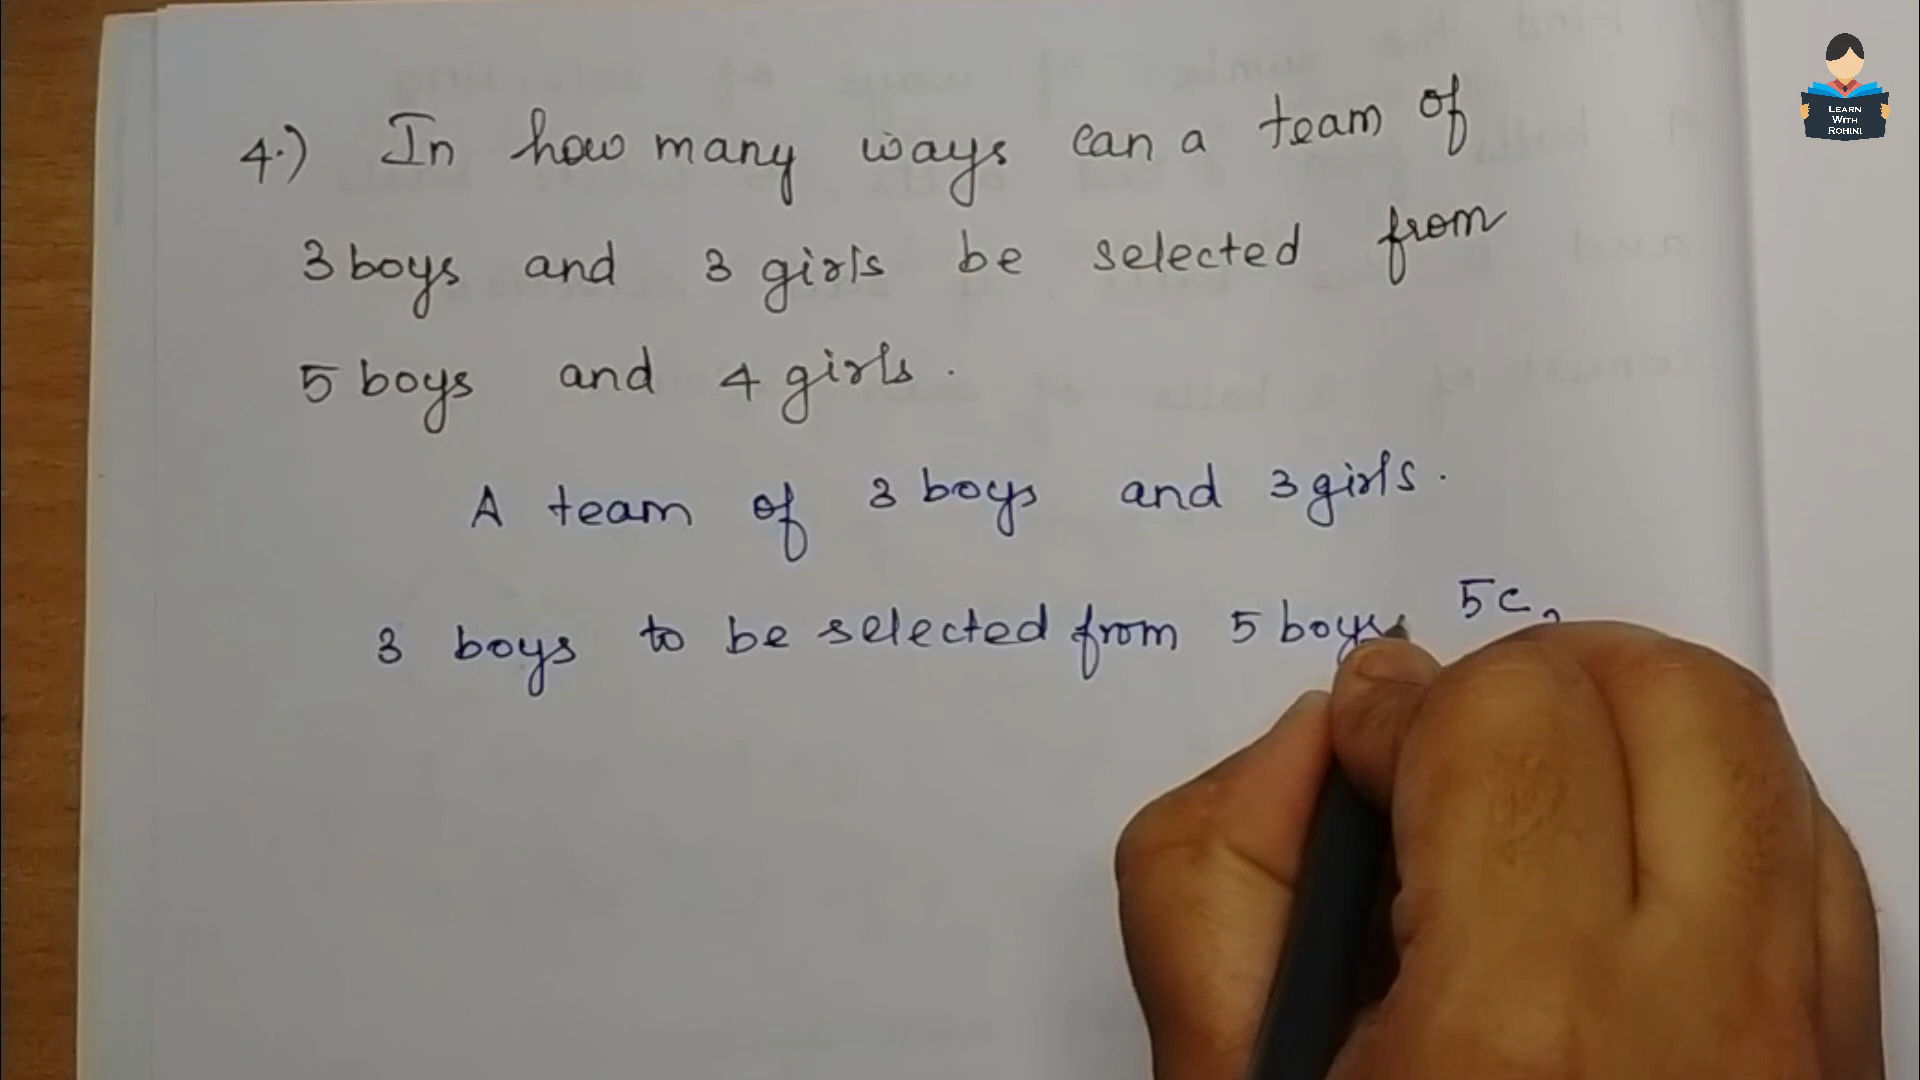 LEARN
WITH
ROHINI
4.) In how many ways can a team of
3 boys and 3 girls be selected from
5 boys and 4 girls.
A team of 3 boys and 3 girls.
3 boys to be selected from 5 boys 5c